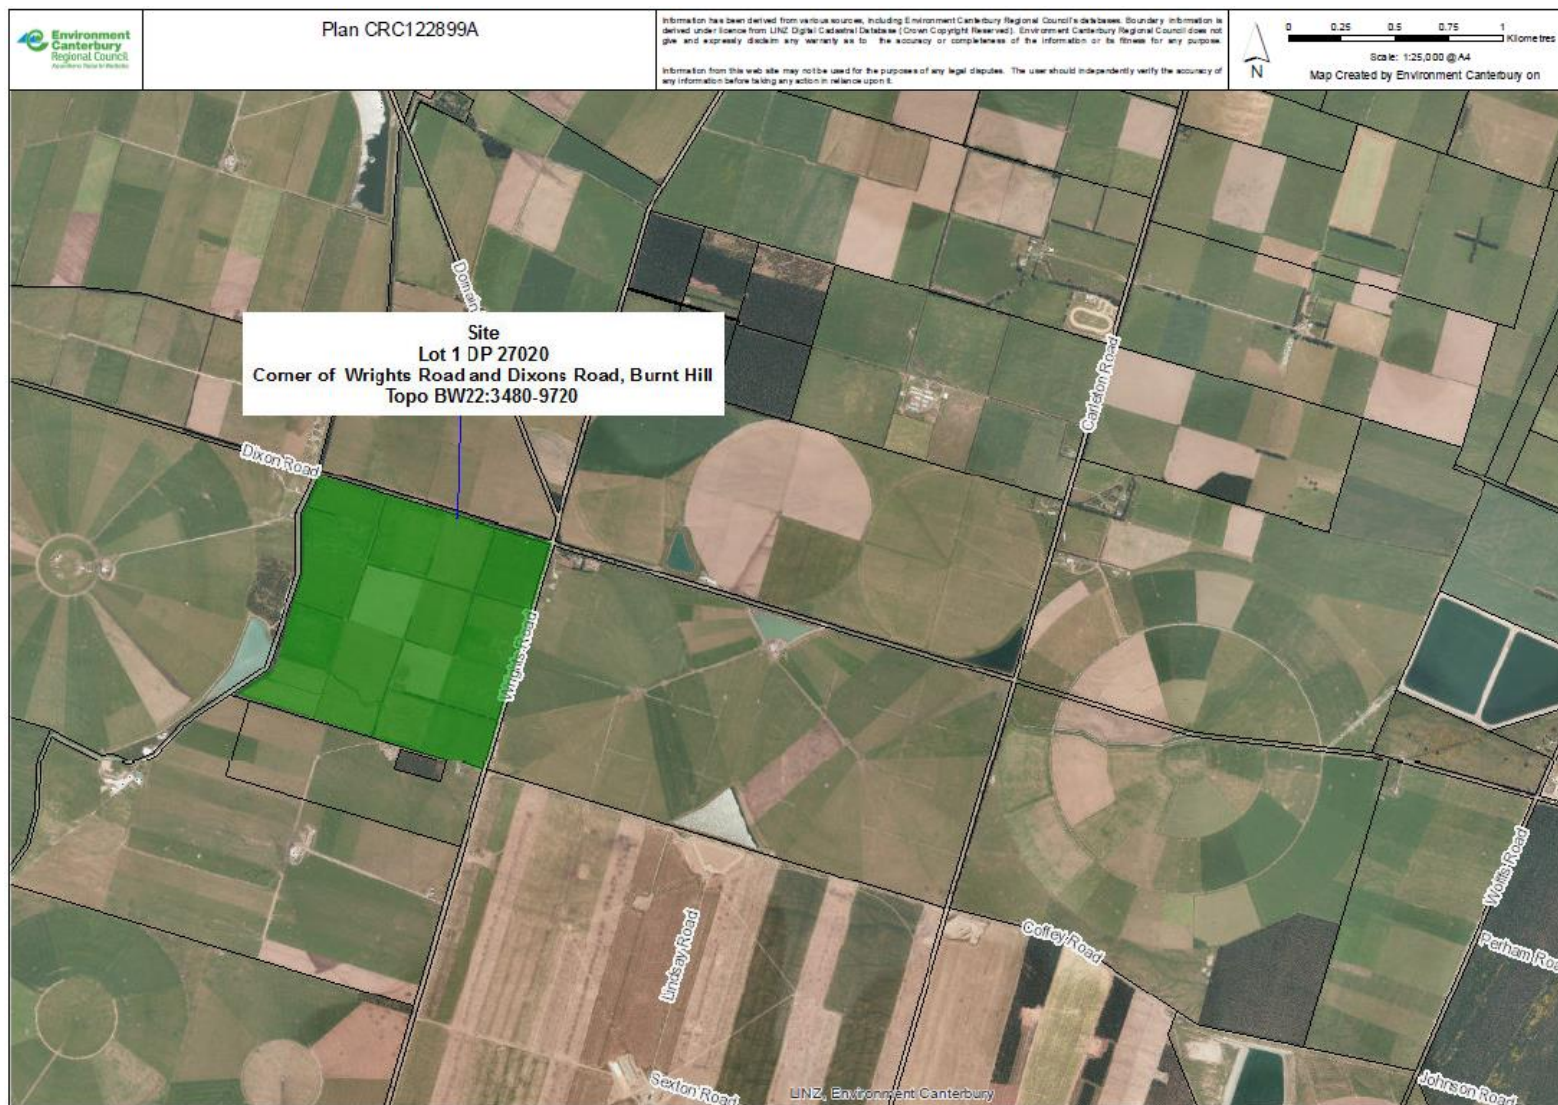 Environment
Canterbury
Regional Council
Plan CRC122899A
Information has been derived from various sources, including Environment Canterbury Regional Council's databases. Boundary information is
derived under licence from LINZ Digital Cadastral Database (Crown Copyright Reserved). Environment Canterbury Regional Council does not
give and expressly disclaim any warranty as to the accuracy or completeness of the information or its fitness for any purpose.
Information from this web site may not be used for the purposes of any legal disputes. The user should independently verify the accuracy of
any information before taking any action in reliance upon it.
N
0 0.25 0.5 0.75 1
Kilometres
Scale: 1:25,000 @A4
Map Created by Environment Canterbury on
Domain
Site
Lot 1 DP 27020
Corner of Wrights Road and Dixons Road, Burnt Hill
Topo BW22:3480-9720
Carleton Road
Dixon Road
Wrights Road
Wolffs Road
Lindsay Road
Coffey Road
Perham Roa
Sexton Road
Johnson Road
LINZ, Environment Canterbury